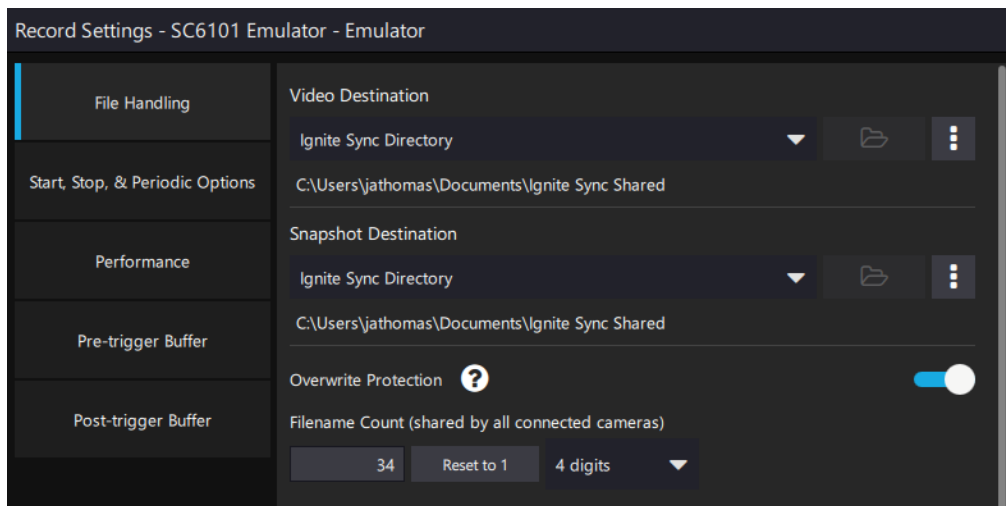 Record Settings - SC6101 Emulator - Emulator
File Handling
Start, Stop, & Periodic Options
Performance
Pre-trigger Buffer
Post-trigger Buffer
Video Destination
Ignite Sync Directory
C:\Users\jathomas\Documents\Ignite Sync Shared
Snapshot Destination
Ignite Sync Directory
C:\Users\jathomas\Documents\Ignite Sync Shared
Overwrite Protection ?
Filename Count (shared by all connected cameras)
34 Reset to 1 4 digits